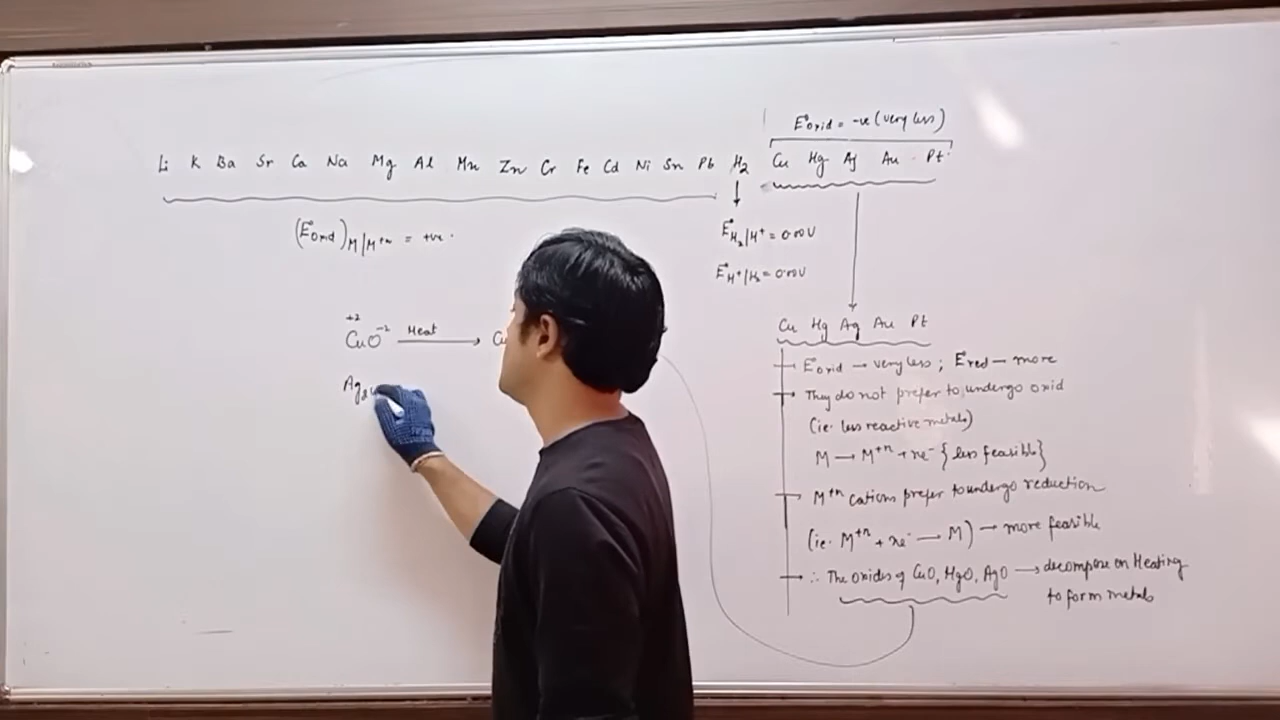 E°oxid = -ve (very less)
Li K Ba Sr Ca Na Mg Al Mn Zn Cr Fe Cd Ni Sn Pb H2 Cu Hg Ag Au Pt
(E°oxid)M/M+n = +ve.
E°H2/H+ = 0.00V
E°H+/H2 = 0.00V
+2
CuO-2 Heat → Cu
Ag2
Cu Hg Ag Au Pt
E°oxid → very less ; E°red — more
→ They do not prefer to undergo oxid
(ie. less reactive metals)
M → M+n + ne- {less feasible}
→ M+n cations prefer to undergo reduction
(ie. M+n + ne- → M) → more feasible
→ ∴ The oxides of CuO, HgO, AgO → decompose on Heating
to form metals